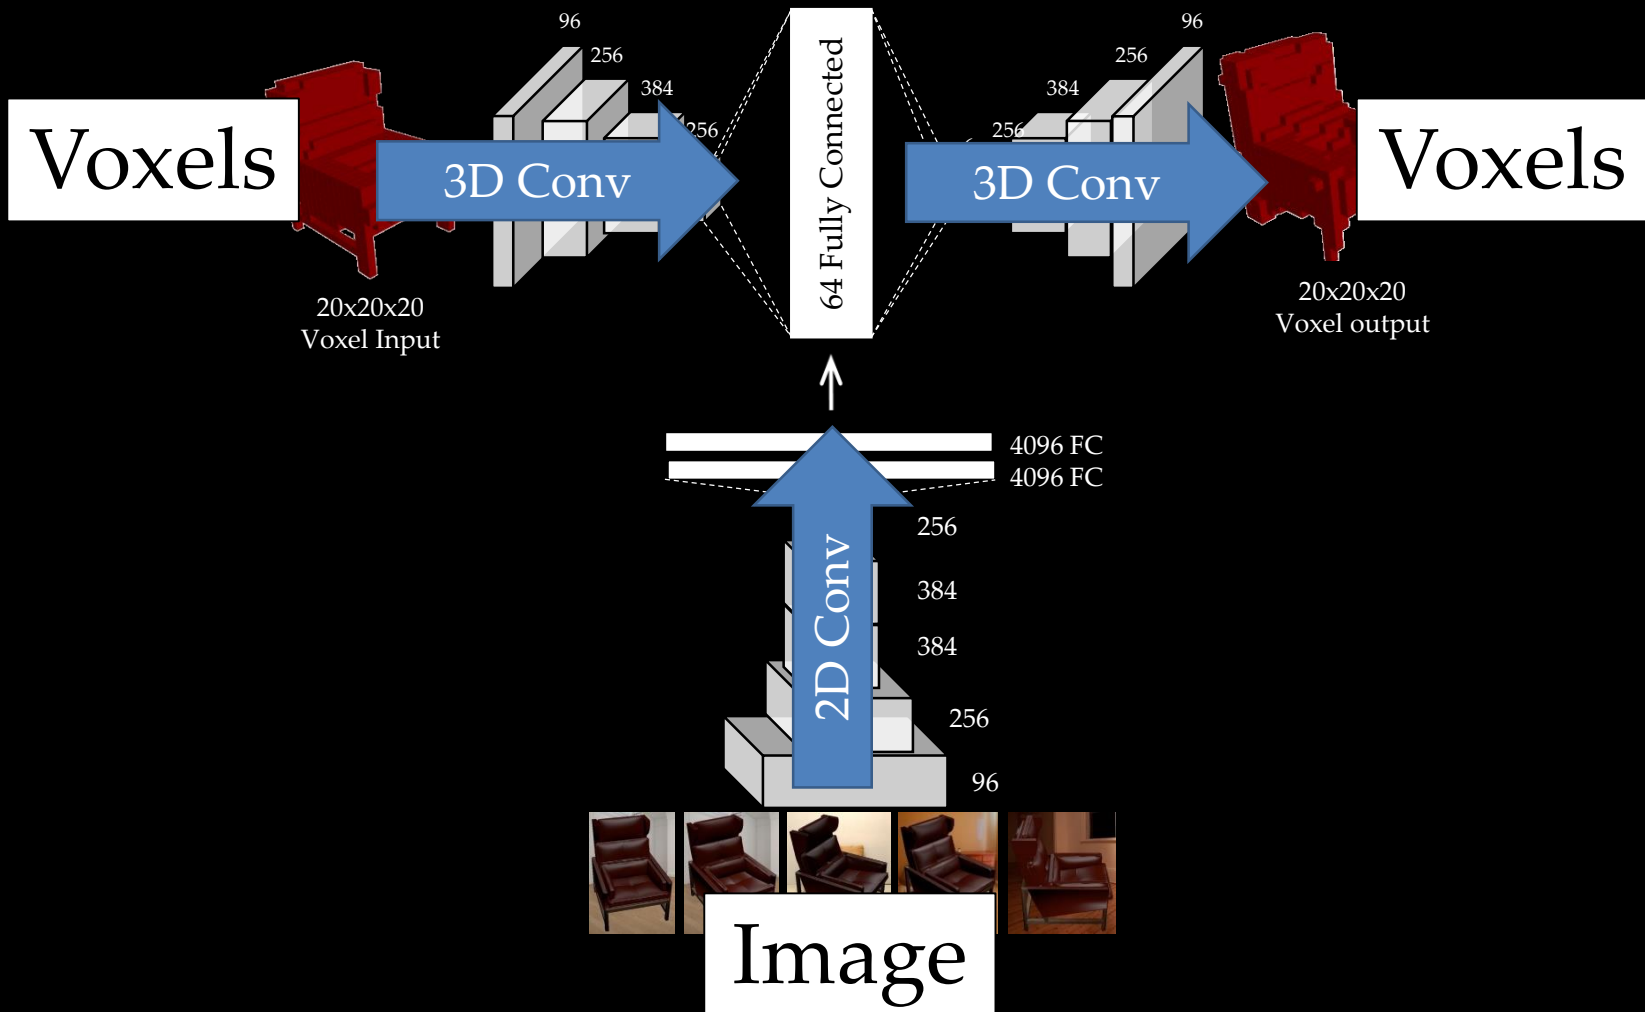 96
256
384
256
Voxels
3D Conv
20x20x20
Voxel Input
64 Fully Connected
96
256
384
256
3D Conv
Voxels
20x20x20
Voxel output
4096 FC
4096 FC
256
384
384
256
96
2D Conv
Image